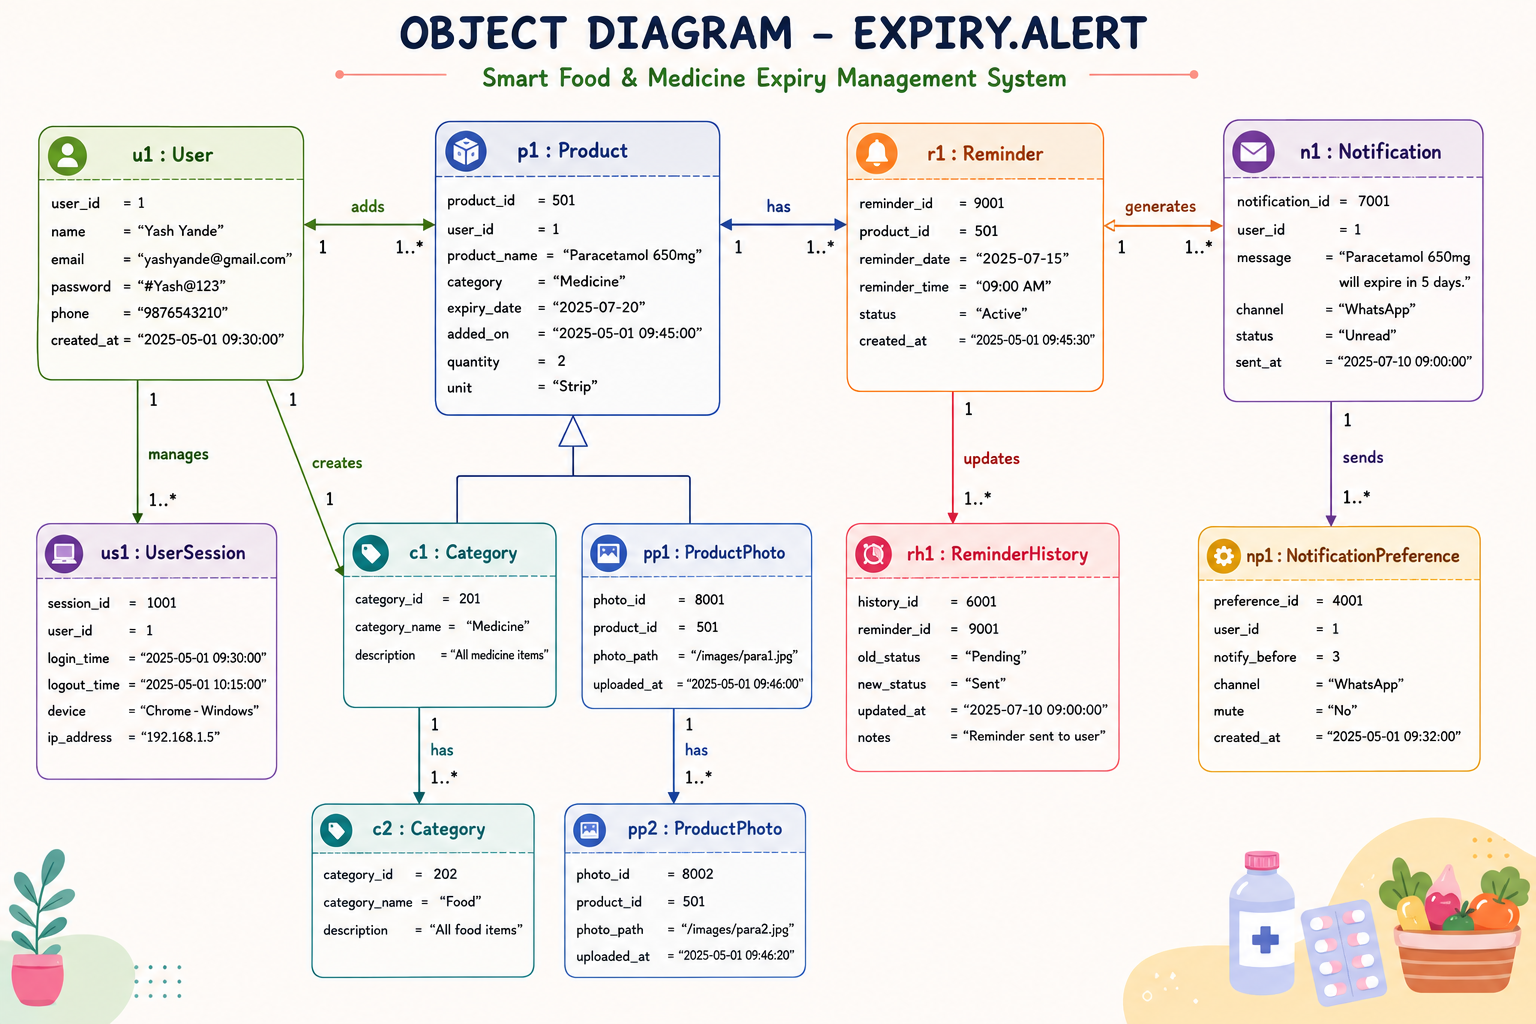 OBJECT DIAGRAM – EXPIRY.ALERT
Smart Food & Medicine Expiry Management System
u1 : User
user_id = 1
name = “Yash Yande”
email = “yashyande@gmail.com”
password = “#Yash@123”
phone = “9876543210”
created_at = “2025-05-01 09:30:00”
adds
1
1..*
p1 : Product
product_id = 501
user_id = 1
product_name = “Paracetamol 650mg”
category = “Medicine”
expiry_date = “2025-07-20”
added_on = “2025-05-01 09:45:00”
quantity = 2
unit = “Strip”
has
1
1..*
r1 : Reminder
reminder_id = 9001
product_id = 501
reminder_date = “2025-07-15”
reminder_time = “09:00 AM”
status = “Active”
created_at = “2025-05-01 09:45:30”
generates
1
1..*
n1 : Notification
notification_id = 7001
user_id = 1
message = “Paracetamol 650mg
will expire in 5 days.”
channel = “WhatsApp”
status = “Unread”
sent_at = “2025-07-10 09:00:00”
1
manages
1..*
1
creates
1
1
updates
1..*
1
sends
1..*
us1 : UserSession
session_id = 1001
user_id = 1
login_time = “2025-05-01 09:30:00”
logout_time = “2025-05-01 10:15:00”
device = “Chrome - Windows”
ip_address = “192.168.1.5”
c1 : Category
category_id = 201
category_name = “Medicine”
description = “All medicine items”
pp1 : ProductPhoto
photo_id = 8001
product_id = 501
photo_path = “/images/para1.jpg”
uploaded_at = “2025-05-01 09:46:00”
rh1 : ReminderHistory
history_id = 6001
reminder_id = 9001
old_status = “Pending”
new_status = “Sent”
updated_at = “2025-07-10 09:00:00”
notes = “Reminder sent to user”
np1 : NotificationPreference
preference_id = 4001
user_id = 1
notify_before = 3
channel = “WhatsApp”
mute = “No”
created_at = “2025-05-01 09:32:00”
1
has
1..*
1
has
1..*
c2 : Category
category_id = 202
category_name = “Food”
description = “All food items”
pp2 : ProductPhoto
photo_id = 8002
product_id = 501
photo_path = “/images/para2.jpg”
uploaded_at = “2025-05-01 09:46:20”